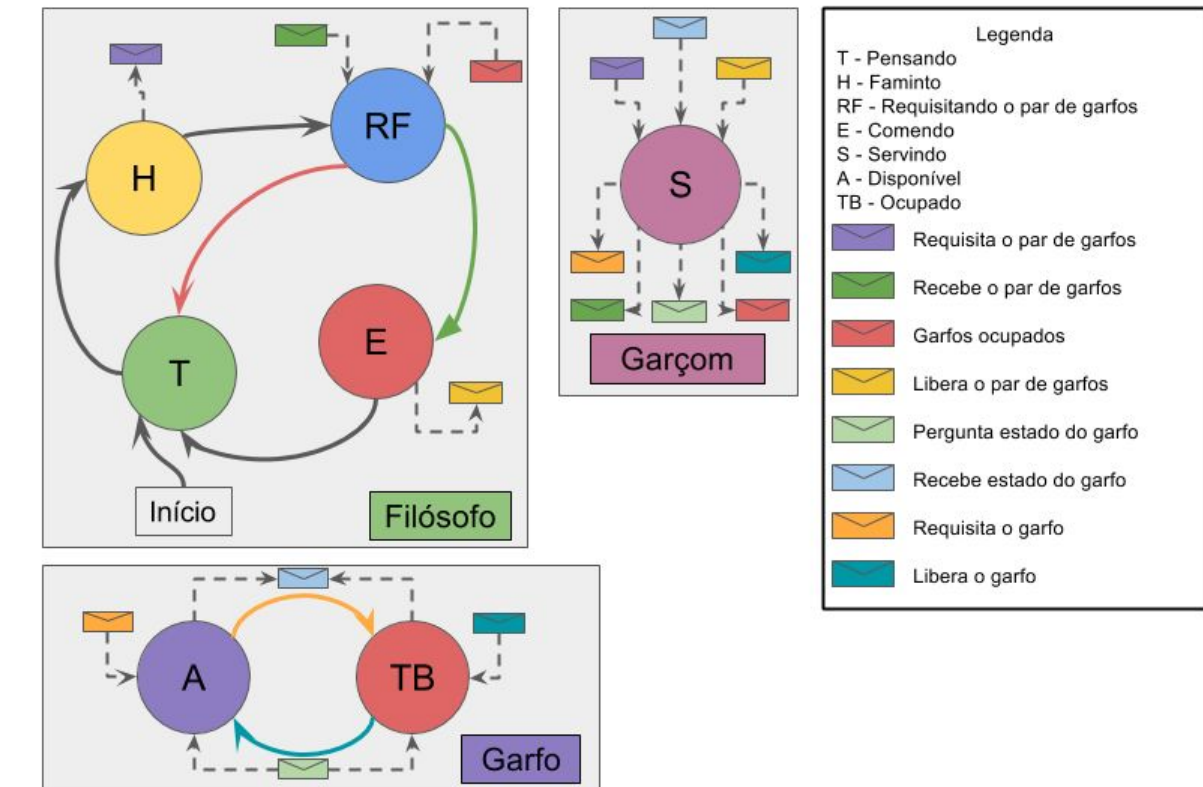 H
RF
T
E
Início
Filósofo
S
Garçom
A
TB
Garfo
Legenda
T - Pensando
H - Faminto
RF - Requisitando o par de garfos
E - Comendo
S - Servindo
A - Disponível
TB - Ocupado
Requisita o par de garfos
Recebe o par de garfos
Garfos ocupados
Libera o par de garfos
Pergunta estado do garfo
Recebe estado do garfo
Requisita o garfo
Libera o garfo